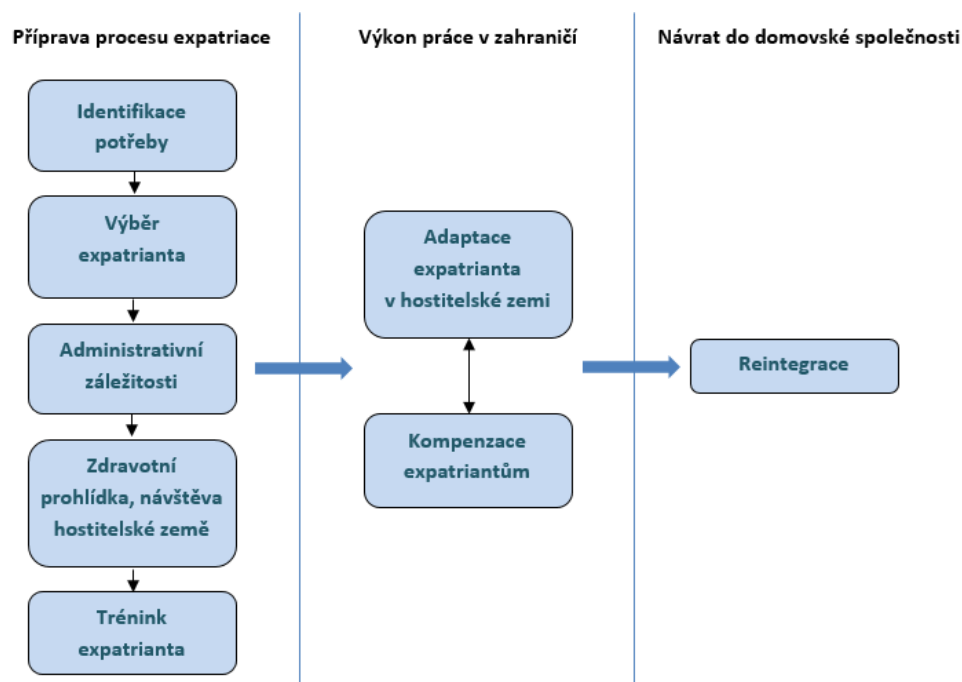 Příprava procesu expatriace
Výkon práce v zahraničí
Návrat do domovské společnosti
Identifikace
potřeby
Výběr
expatrianta
Administrativní
záležitosti
Zdravotní
prohlídka, návštěva
hostitelské země
Trénink
expatrianta
Adaptace
expatrianta
v hostitelské zemi
Kompenzace
expatriantům
Reintegrace